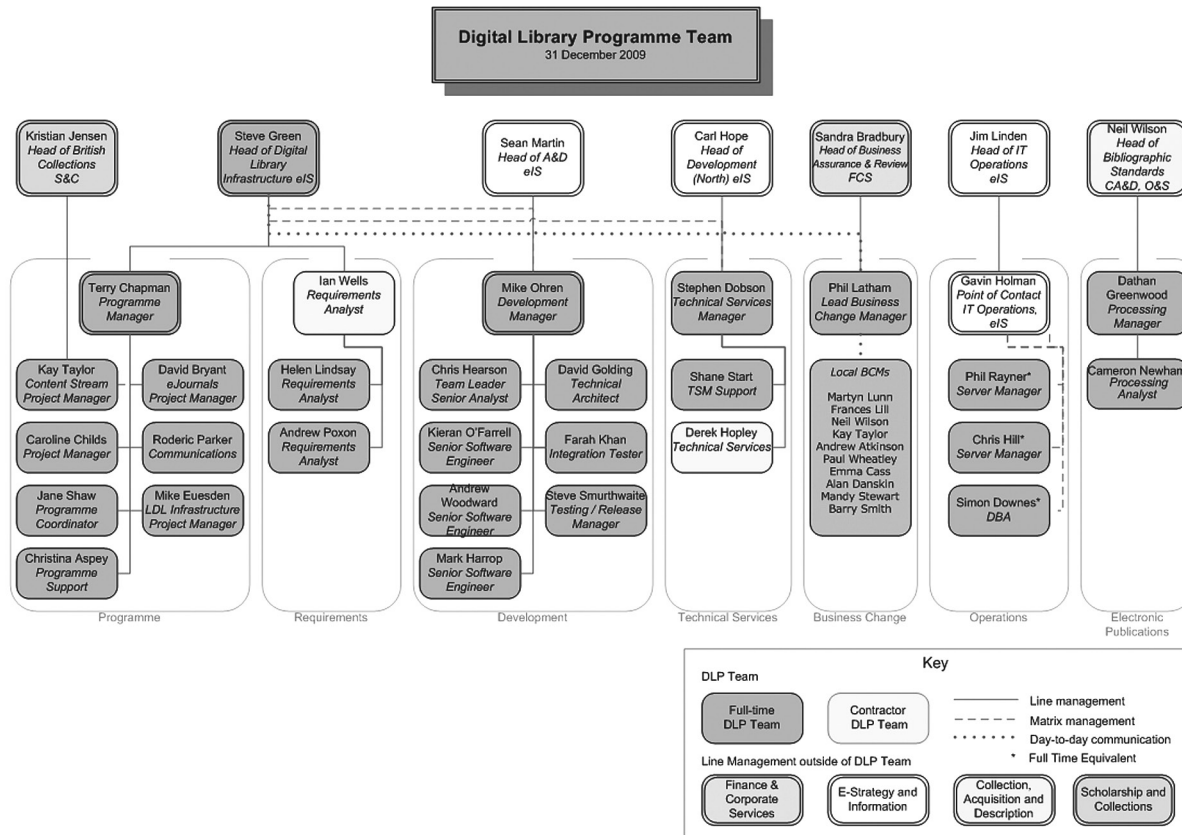 Digital Library Programme Team
31 December 2009
Kristian Jensen
Head of British
Collections
S&C
Steve Green
Head of Digital
Library
Infrastructure eIS
Sean Martin
Head of A&D
eIS
Carl Hope
Head of
Development
(North) eIS
Sandra Bradbury
Head of Business
Assurance & Review
FCS
Jim Linden
Head of IT
Operations
eIS
Neil Wilson
Head of
Bibliographic
Standards
CA&D, O&S
Terry Chapman
Programme
Manager
Kay Taylor
Content Stream
Project Manager
David Bryant
eJournals
Project Manager
Caroline Childs
Project Manager
Roderic Parker
Communications
Jane Shaw
Programme
Coordinator
Mike Euesden
LDL Infrastructure
Project Manager
Christina Aspey
Programme
Support
Programme
Ian Wells
Requirements
Analyst
Helen Lindsay
Requirements
Analyst
Andrew Poxon
Requirements
Analyst
Requirements
Mike Ohren
Development
Manager
Chris Hearson
Team Leader
Senior Analyst
David Golding
Technical
Architect
Kieran O'Farrell
Senior Software
Engineer
Farah Khan
Integration Tester
Andrew
Woodward
Senior Software
Engineer
Steve Smurthwaite
Testing / Release
Manager
Mark Harrop
Senior Software
Engineer
Development
Stephen Dobson
Technical Services
Manager
Shane Start
TSM Support
Derek Hopley
Technical Services
Technical Services
Phil Latham
Lead Business
Change Manager
Local BCMs
Martyn Lunn
Frances Lill
Neil Wilson
Kay Taylor
Andrew Atkinson
Paul Wheatley
Emma Cass
Alan Danskin
Mandy Stewart
Barry Smith
Business Change
Gavin Holman
Point of Contact
IT Operations,
eIS
Phil Rayner*
Server Manager
Chris Hill*
Server Manager
Simon Downes*
DBA
Operations
Dathan
Greenwood
Processing
Manager
Cameron Newham
Processing
Analyst
Electronic
Publications
Key
DLP Team
Full-time
DLP Team
Contractor
DLP Team
Line management
Matrix management
Day-to-day communication
* Full Time Equivalent
Line Management outside of DLP Team
Finance &
Corporate
Services
E-Strategy and
Information
Collection,
Acquisition and
Description
Scholarship and
Collections